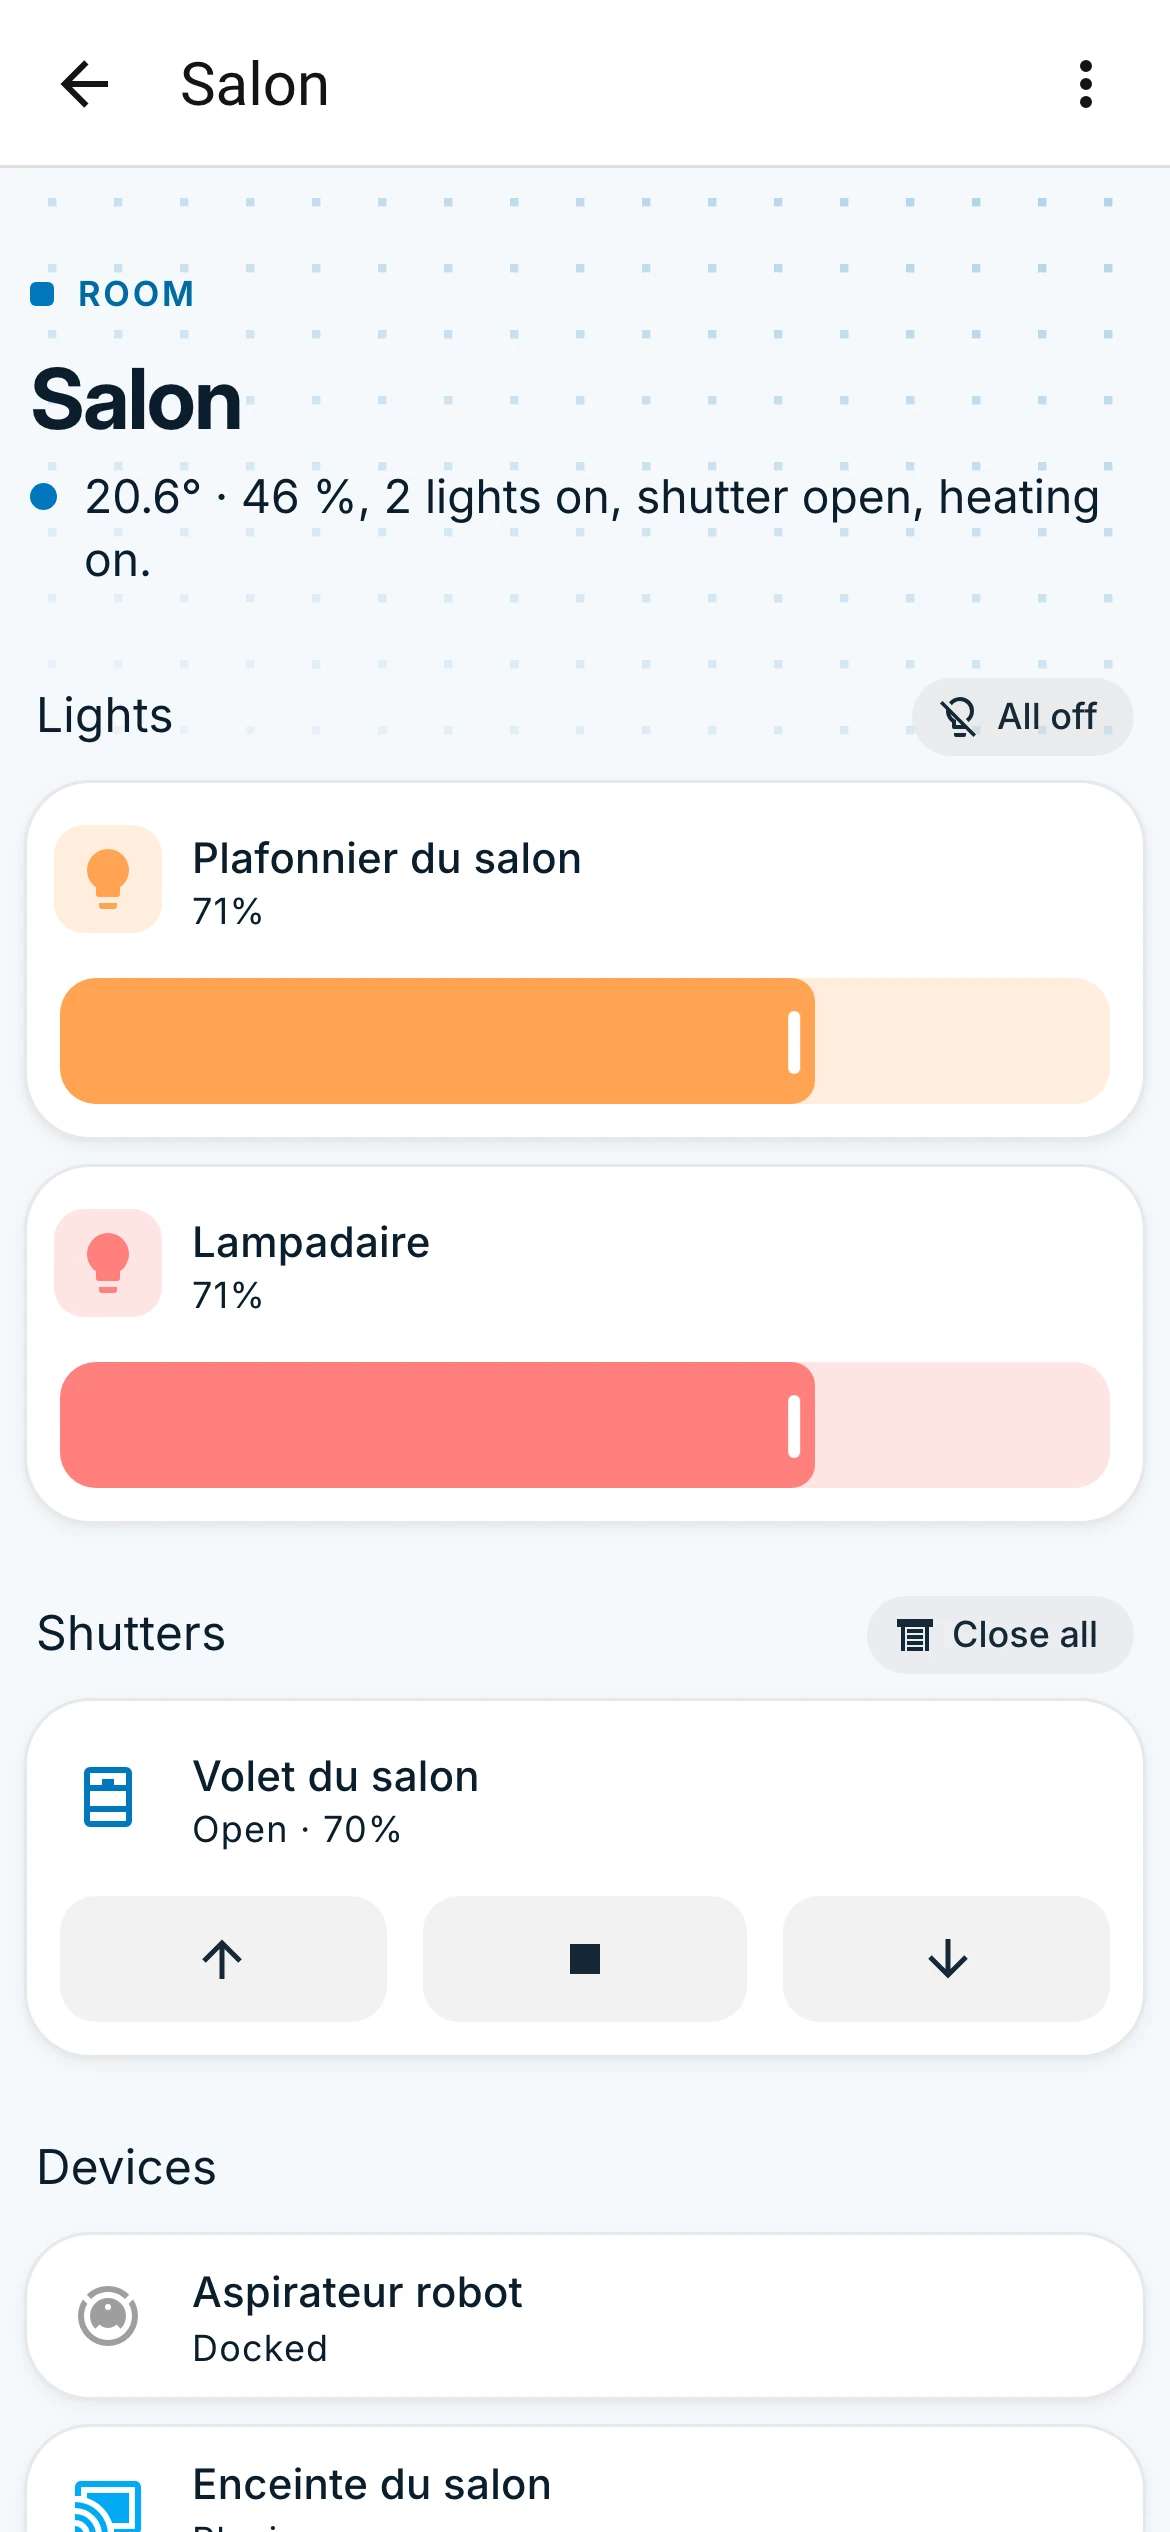 Salon
ROOM
Salon
20.6° · 46 %, 2 lights on, shutter open, heating
on.
Lights
All off
Plafonnier du salon
71%
Lampadaire
71%
Shutters
Close all
Volet du salon
Open · 70%
Devices
Aspirateur robot
Docked
Enceinte du salon